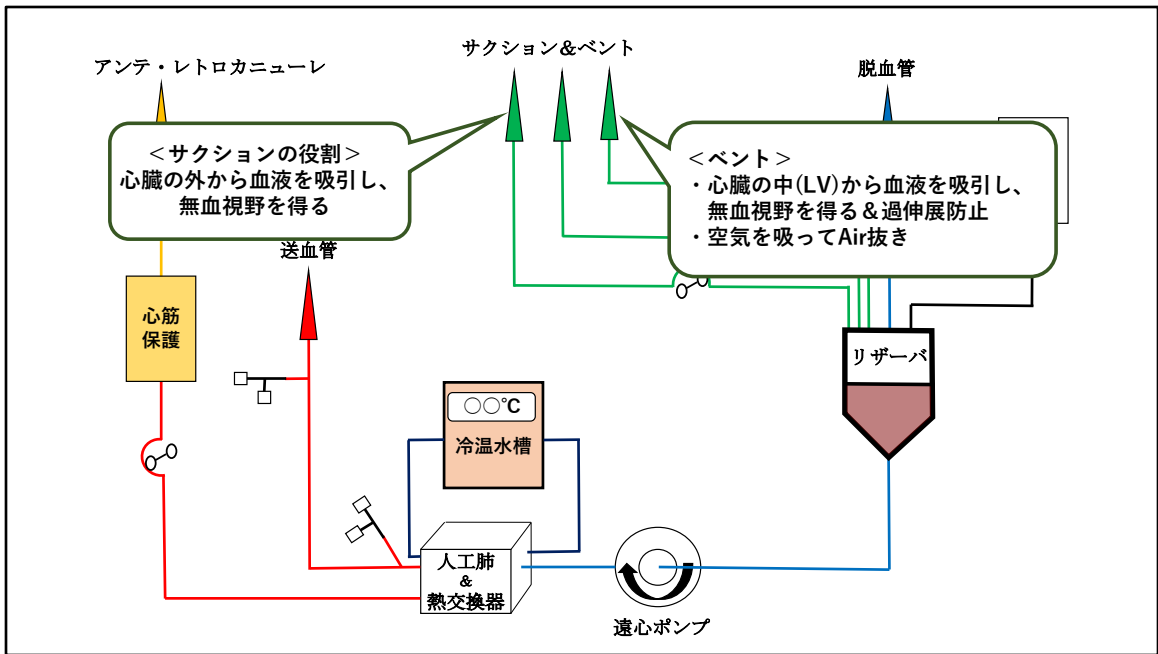 サクション＆ベント
アンテ・レトロカニューレ
脱血管
＜サクションの役割＞
心臓の外から血液を吸引し、
無血視野を得る
＜ベント＞
・心臓の中(LV)から血液を吸引し、
無血視野を得る＆過伸展防止
・空気を吸ってAir抜き
送血管
心筋
保護
リザーバ
○○℃
冷温水槽
人工肺
&
熱交換器
遠心ポンプ